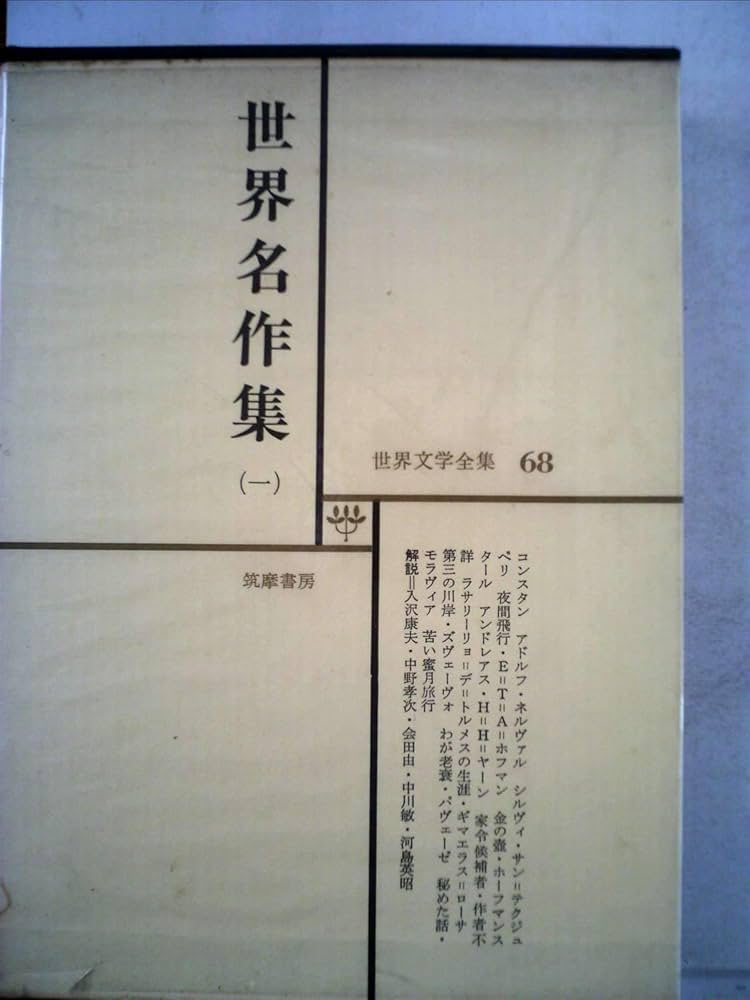 世界名作集
(一)
世界文学全集 68
筑摩書房
コンスタン アドルフ・ネルヴァル シルヴィ・サン＝テクジュ
ペリ 夜間飛行・E＝T＝A＝ホフマン 金の壺・ホーフマンス
タール アンドレアス・H＝H＝ヤーン 家令候補者・作者不
詳 ラサリーリョ＝デ＝トルメスの生涯・ギマエラス＝ローサ
第三の川岸・ズヴェーヴォ わが老衰・パヴェーゼ 秘めた話・
モラヴィア 苦い蜜月旅行
解説＝入沢康夫・中野孝次・会田由・中川敏・河島英昭